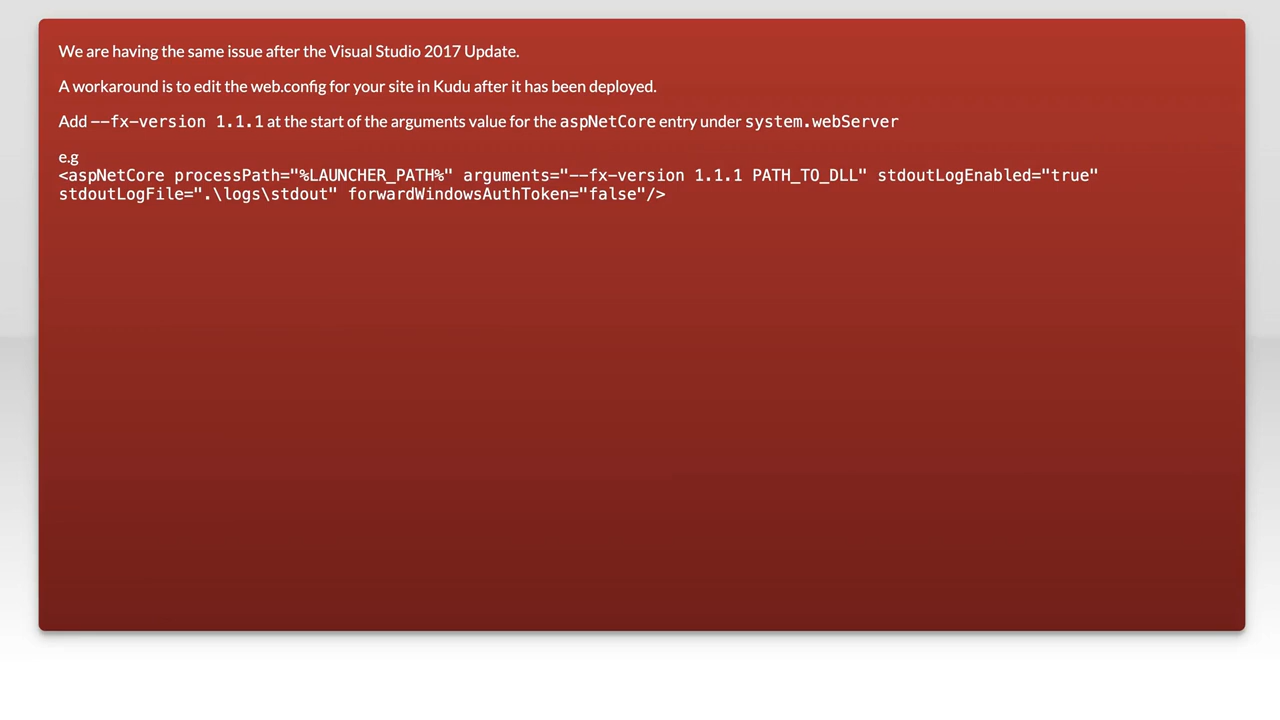 We are having the same issue after the Visual Studio 2017 Update.
A workaround is to edit the web.config for your site in Kudu after it has been deployed.
Add --fx-version 1.1.1 at the start of the arguments value for the aspNetCore entry under system.webServer
e.g
<aspNetCore processPath="%LAUNCHER_PATH%" arguments="--fx-version 1.1.1 PATH_TO_DLL" stdoutLogEnabled="true"
stdoutLogFile=".\logs\stdout" forwardWindowsAuthToken="false"/>